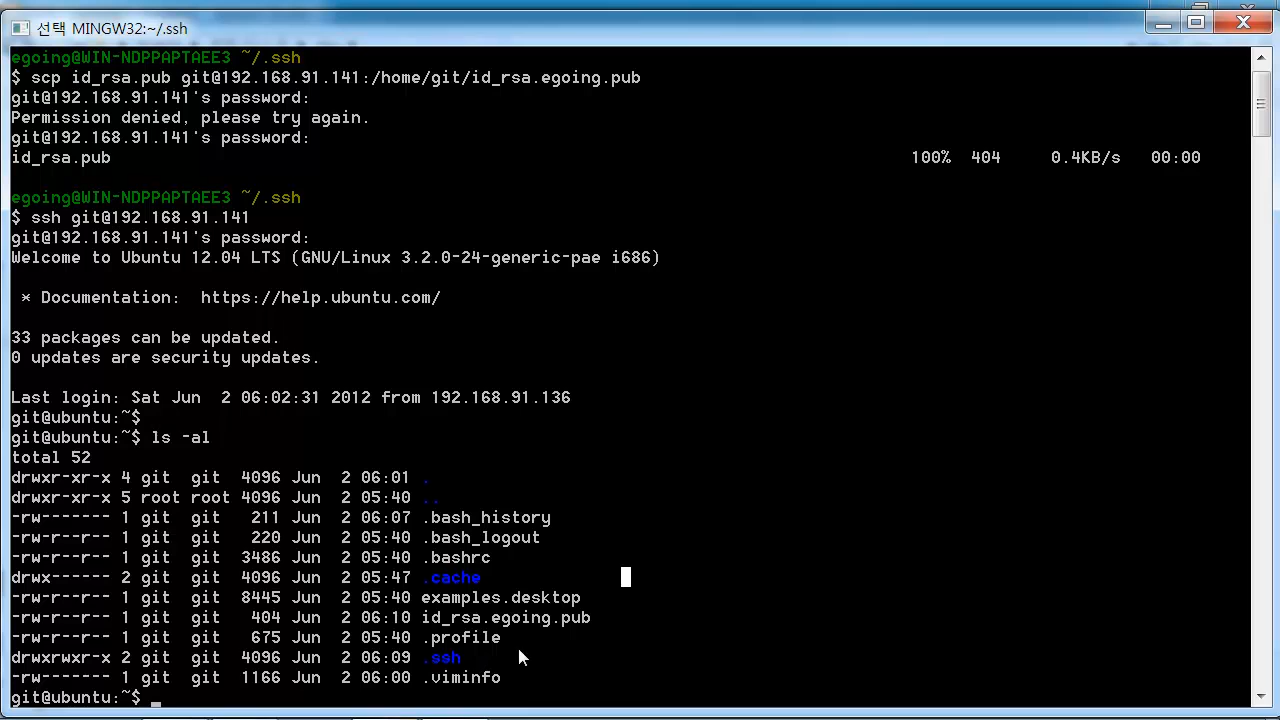 선택 MINGW32:~/.ssh
egoing@WIN-NDPPAPTAEE3 ~/.ssh
$ scp id_rsa.pub git@192.168.91.141:/home/git/id_rsa.egoing.pub
git@192.168.91.141's password:
Permission denied, please try again.
git@192.168.91.141's password:
id_rsa.pub 100% 404 0.4KB/s 00:00
egoing@WIN-NDPPAPTAEE3 ~/.ssh
$ ssh git@192.168.91.141
git@192.168.91.141's password:
Welcome to Ubuntu 12.04 LTS (GNU/Linux 3.2.0-24-generic-pae i686)
* Documentation: https://help.ubuntu.com/
33 packages can be updated.
0 updates are security updates.
Last login: Sat Jun 2 06:02:31 2012 from 192.168.91.136
git@ubuntu:~$
git@ubuntu:~$ ls -al
total 52
drwxr-xr-x 4 git git 4096 Jun 2 06:01 .
drwxr-xr-x 5 root root 4096 Jun 2 05:40 ..
-rw------- 1 git git 211 Jun 2 06:07 .bash_history
-rw-r--r-- 1 git git 220 Jun 2 05:40 .bash_logout
-rw-r--r-- 1 git git 3486 Jun 2 05:40 .bashrc
drwx------ 2 git git 4096 Jun 2 05:47 .cache
-rw-r--r-- 1 git git 8445 Jun 2 05:40 examples.desktop
-rw-r--r-- 1 git git 404 Jun 2 06:10 id_rsa.egoing.pub
-rw-r--r-- 1 git git 675 Jun 2 05:40 .profile
drwxrwxr-x 2 git git 4096 Jun 2 06:09 .ssh
-rw------- 1 git git 1166 Jun 2 06:00 .viminfo
git@ubuntu:~$